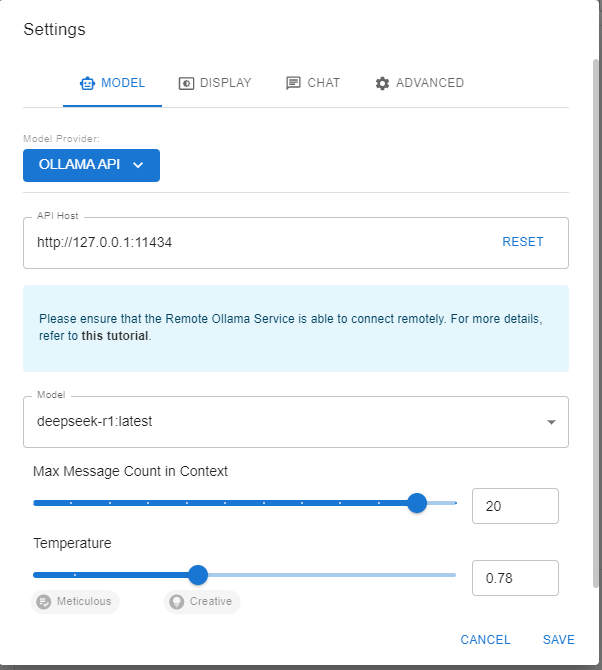 Settings
MODEL
DISPLAY
CHAT
ADVANCED
Model Provider:
OLLAMA API
API Host
http://127.0.0.1:11434
RESET
Please ensure that the Remote Ollama Service is able to connect remotely. For more details,
refer to this tutorial.
Model
deepseek-r1:latest
Max Message Count in Context
20
Temperature
0.78
Meticulous
Creative
CANCEL
SAVE